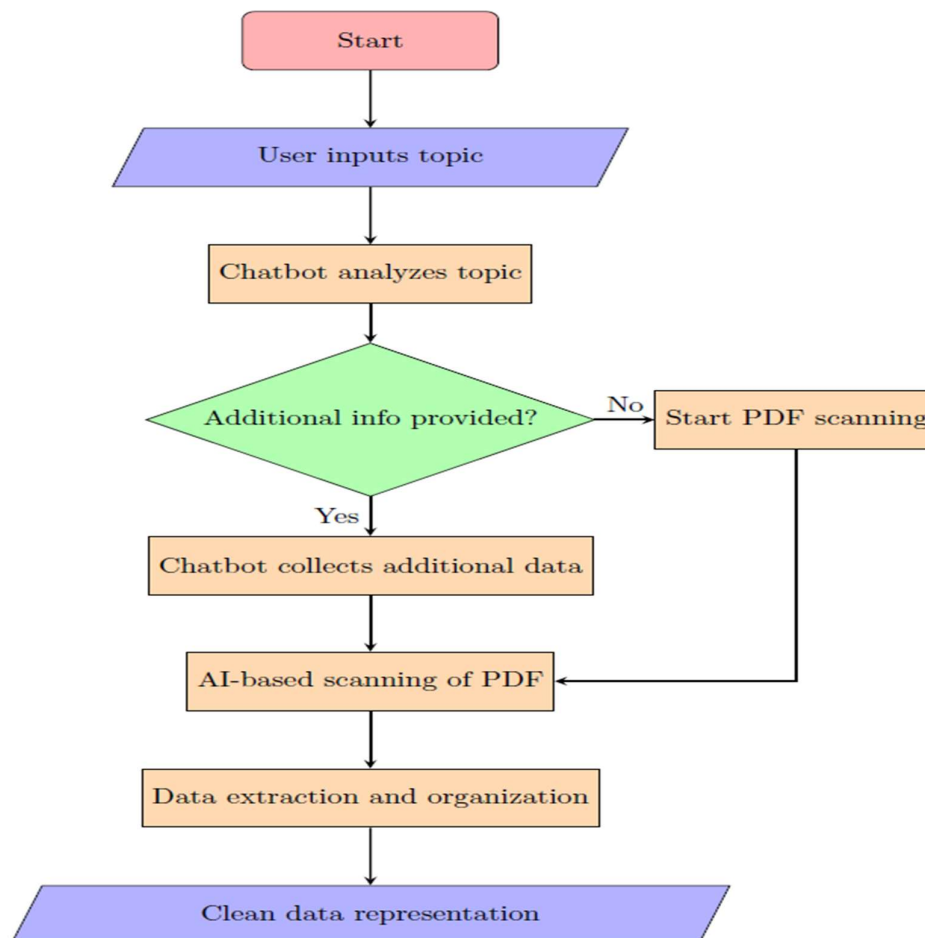 Start
User inputs topic
Chatbot analyzes topic
Additional info provided?
No
Start PDF scanning
Yes
Chatbot collects additional data
AI-based scanning of PDF
Data extraction and organization
Clean data representation